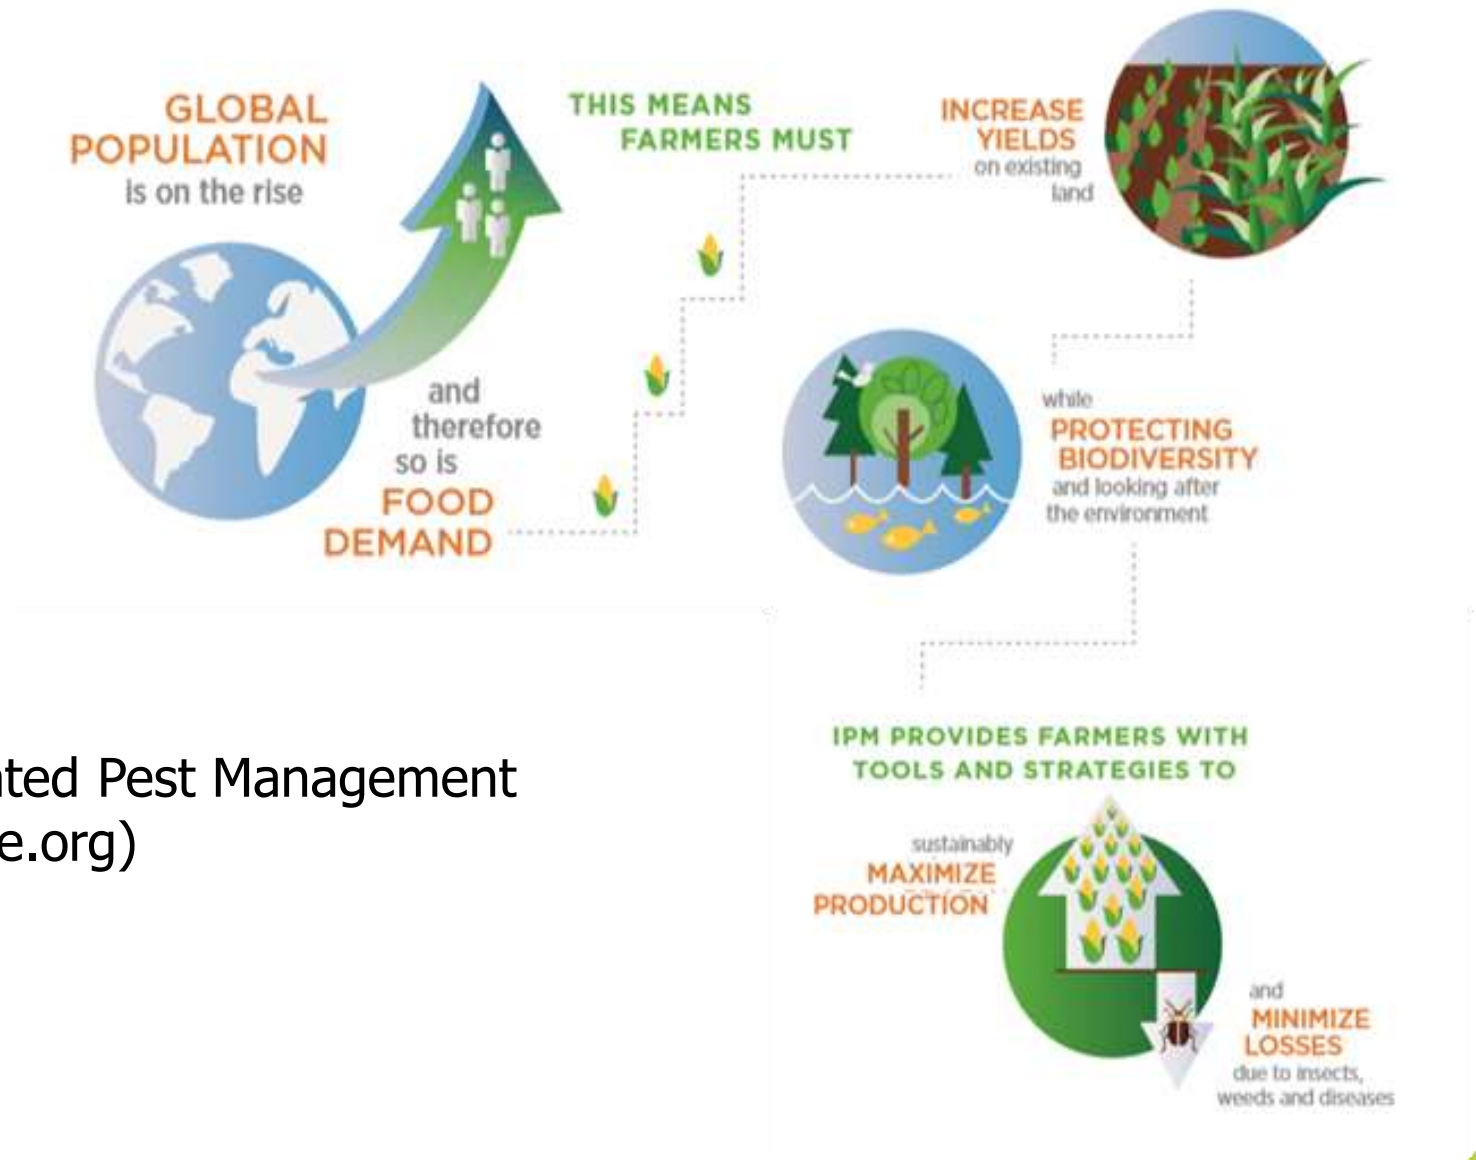 GLOBAL
POPULATION
is on the rise
and
therefore
so is
FOOD
DEMAND
THIS MEANS
FARMERS MUST
INCREASE
YIELDS
on existing
land
while
PROTECTING
BIODIVERSITY
and looking after
the environment
IPM PROVIDES FARMERS WITH
TOOLS AND STRATEGIES TO
sustainably
MAXIMIZE
PRODUCTION
and
MINIMIZE
LOSSES
due to insects,
weeds and diseases
ated Pest Management
e.org)